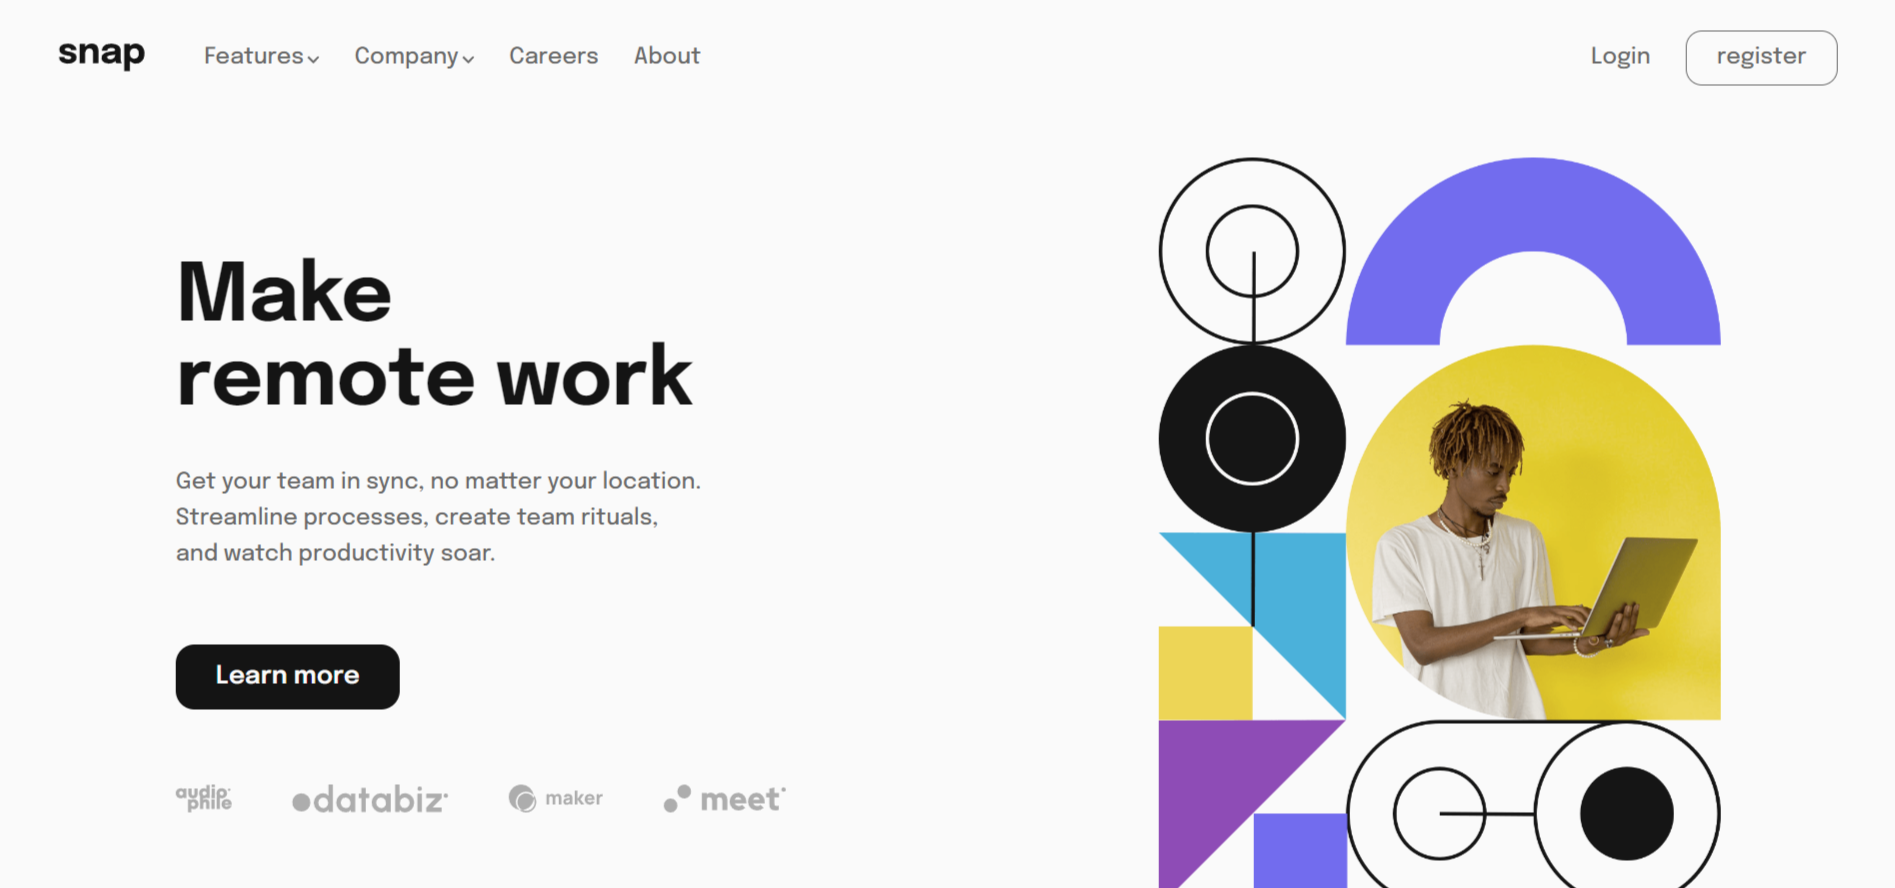 snap
Features
Company
Careers
About
Login
register
Make
remote work
Get your team in sync, no matter your location.
Streamline processes, create team rituals,
and watch productivity soar.
Learn more
audio
phile
databiz
maker
meet